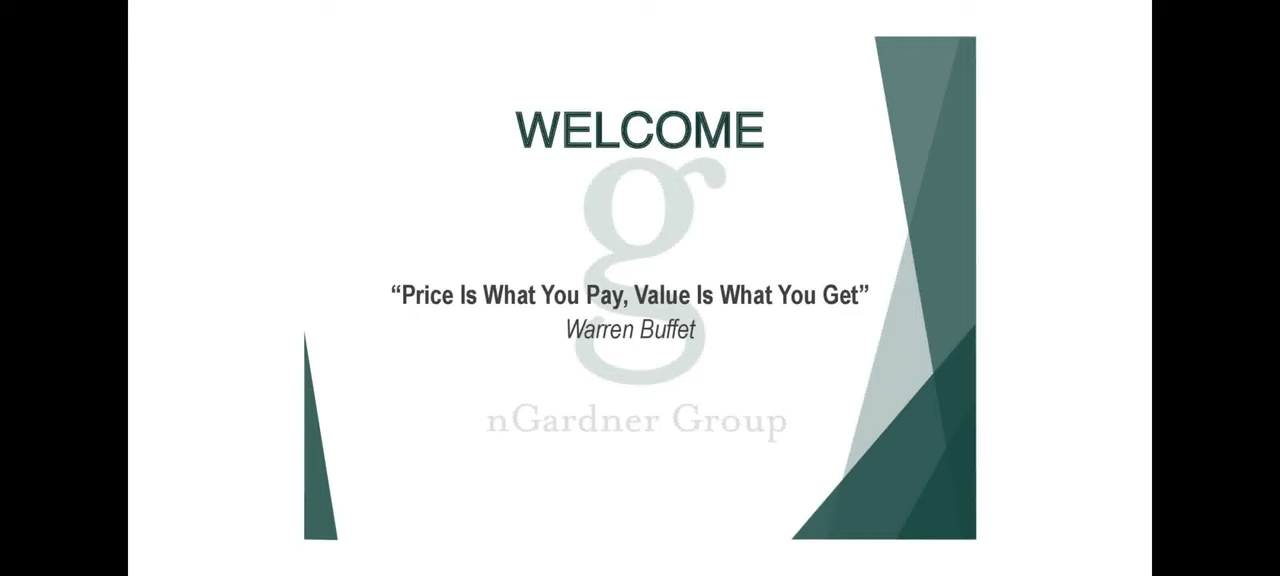 WELCOME
g
“Price Is What You Pay, Value Is What You Get”
Warren Buffet
nGardner Group